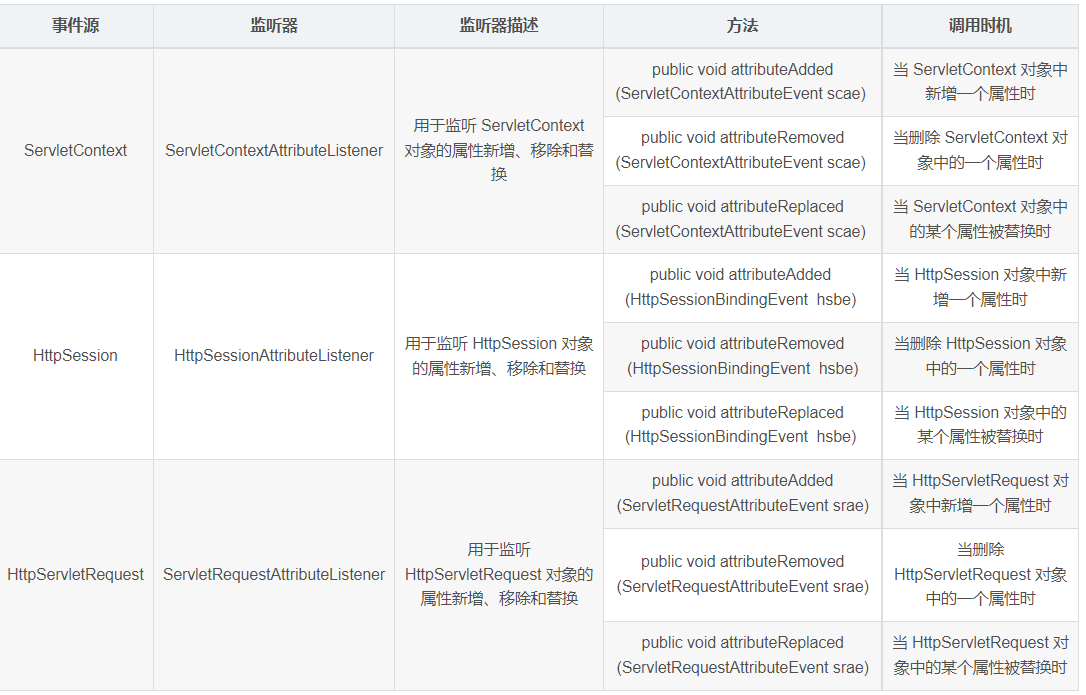 事件源
监听器
监听器描述
方法
调用时机
ServletContext
ServletContextAttributeListener
用于监听 ServletContext
对象的属性新增、移除和替
换
public void attributeAdded
(ServletContextAttributeEvent scae)
当 ServletContext 对象中
新增一个属性时
public void attributeRemoved
(ServletContextAttributeEvent scae)
当删除 ServletContext 对
象中的一个属性时
public void attributeReplaced
(ServletContextAttributeEvent scae)
当 ServletContext 对象中
的某个属性被替换时
HttpSession
HttpSessionAttributeListener
用于监听 HttpSession 对象
的属性新增、移除和替换
public void attributeAdded
(HttpSessionBindingEvent  hsbe)
当 HttpSession 对象中新
增一个属性时
public void attributeRemoved
(HttpSessionBindingEvent  hsbe)
当删除 HttpSession 对象
中的一个属性时
public void attributeReplaced
(HttpSessionBindingEvent  hsbe)
当 HttpSession 对象中的
某个属性被替换时
HttpServletRequest
ServletRequestAttributeListener
用于监听
HttpServletRequest 对象的
属性新增、移除和替换
public void attributeAdded
(ServletRequestAttributeEvent srae)
当 HttpServletRequest 对
象中新增一个属性时
public void attributeRemoved
(ServletRequestAttributeEvent srae)
当删除
HttpServletRequest 对象
中的一个属性时
public void attributeReplaced
(ServletRequestAttributeEvent srae)
当 HttpServletRequest 对
象中的某个属性被替换时